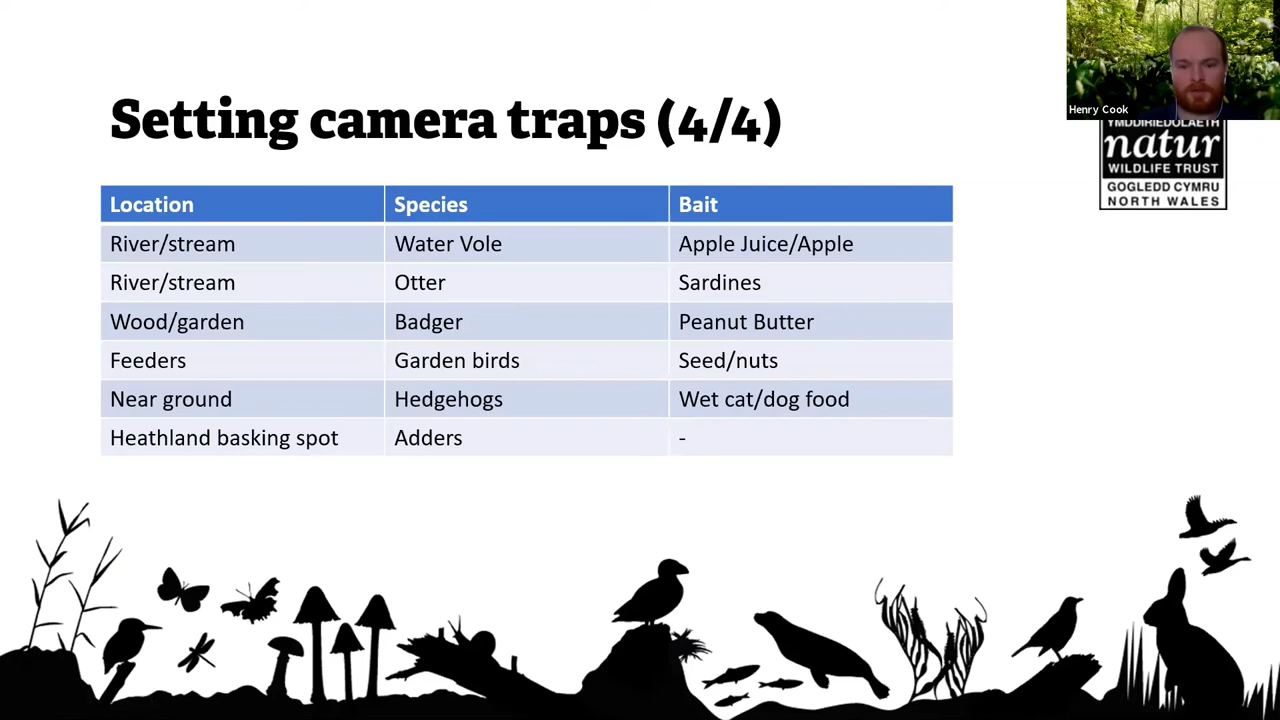 Henry Cook
Setting camera traps (4/4)
YMDDIRIEDOLAETH
natur
WILDLIFE TRUST
GOGLEDD CYMRU
NORTH WALES
Location Species Bait
River/stream Water Vole Apple Juice/Apple
River/stream Otter Sardines
Wood/garden Badger Peanut Butter
Feeders Garden birds Seed/nuts
Near ground Hedgehogs Wet cat/dog food
Heathland basking spot Adders -